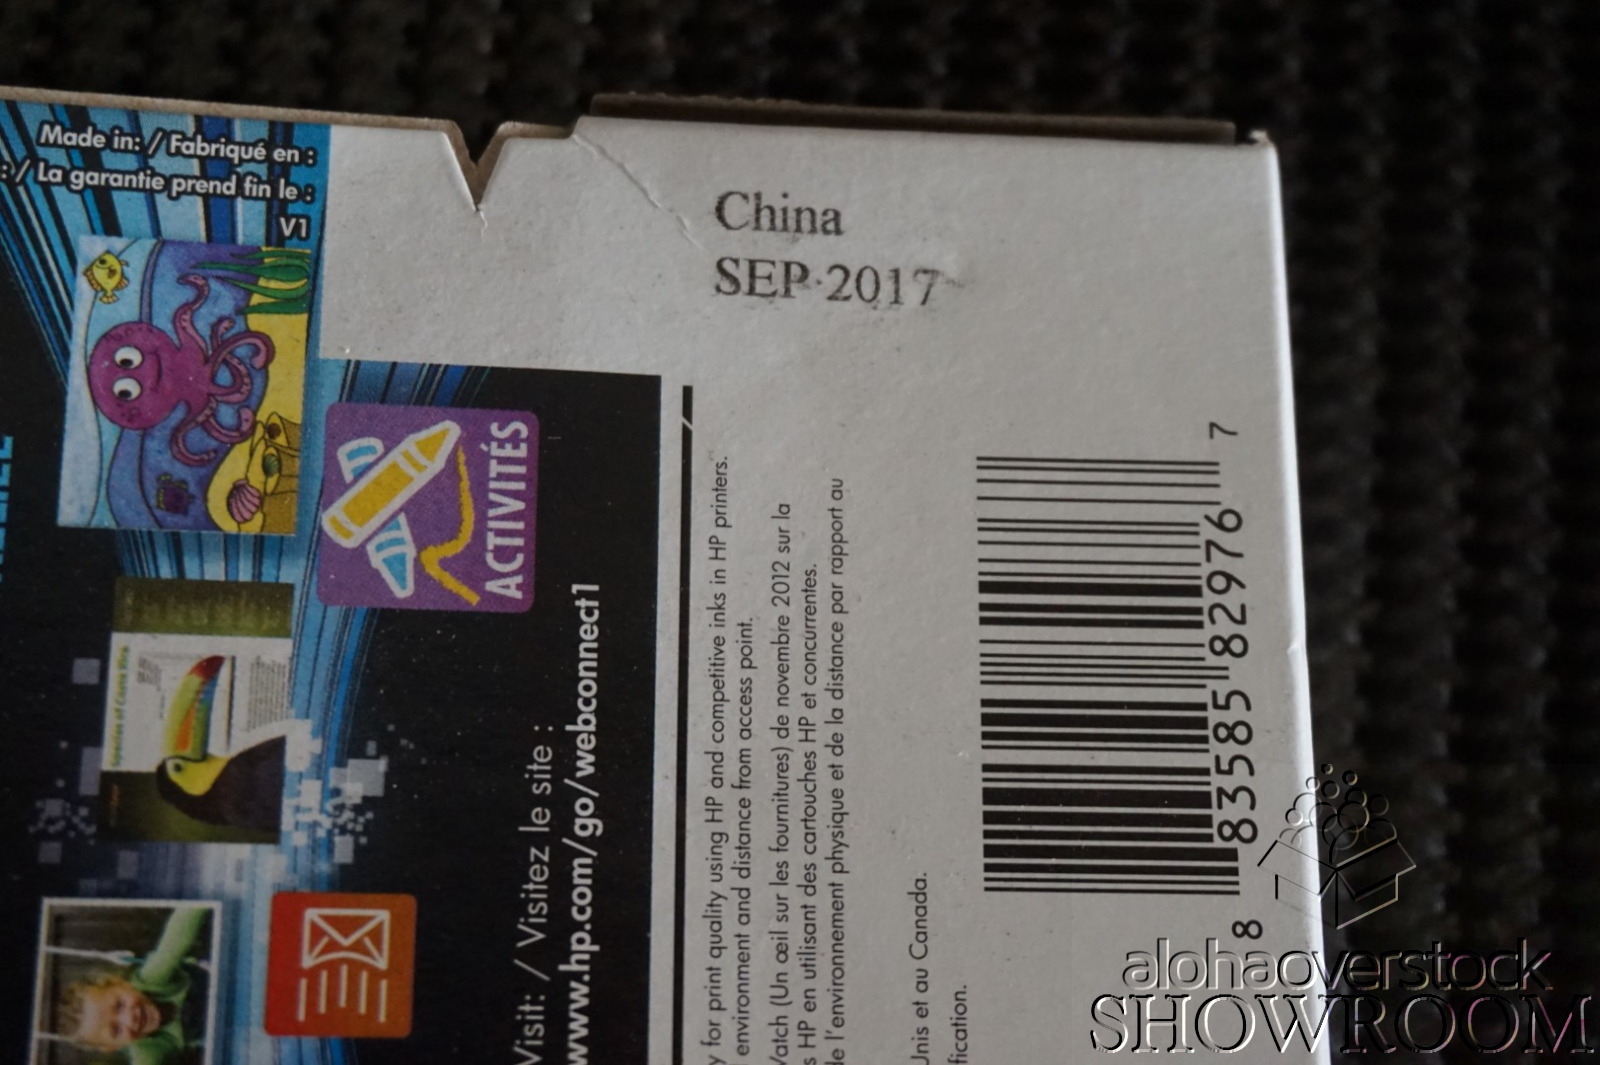 Made in: / Fabriqué en :
: / La garantie prend fin le :
V1
China
SEP 2017
ACTIVITÉS
Visit: / Visitez le site :
www.hp.com/go/webconnect1
y for print quality using HP and competitive inks in HP printers.
environment and distance from access point.
Watch (Un œil sur les fournitures) de novembre 2012 sur la
s HP en utilisant des cartouches HP et concurrentes.
de l'environnement physique et de la distance par rapport au
Unis et au Canada.
fication.
8 83585 82976 7
alohaoverstock
SHOWROOM